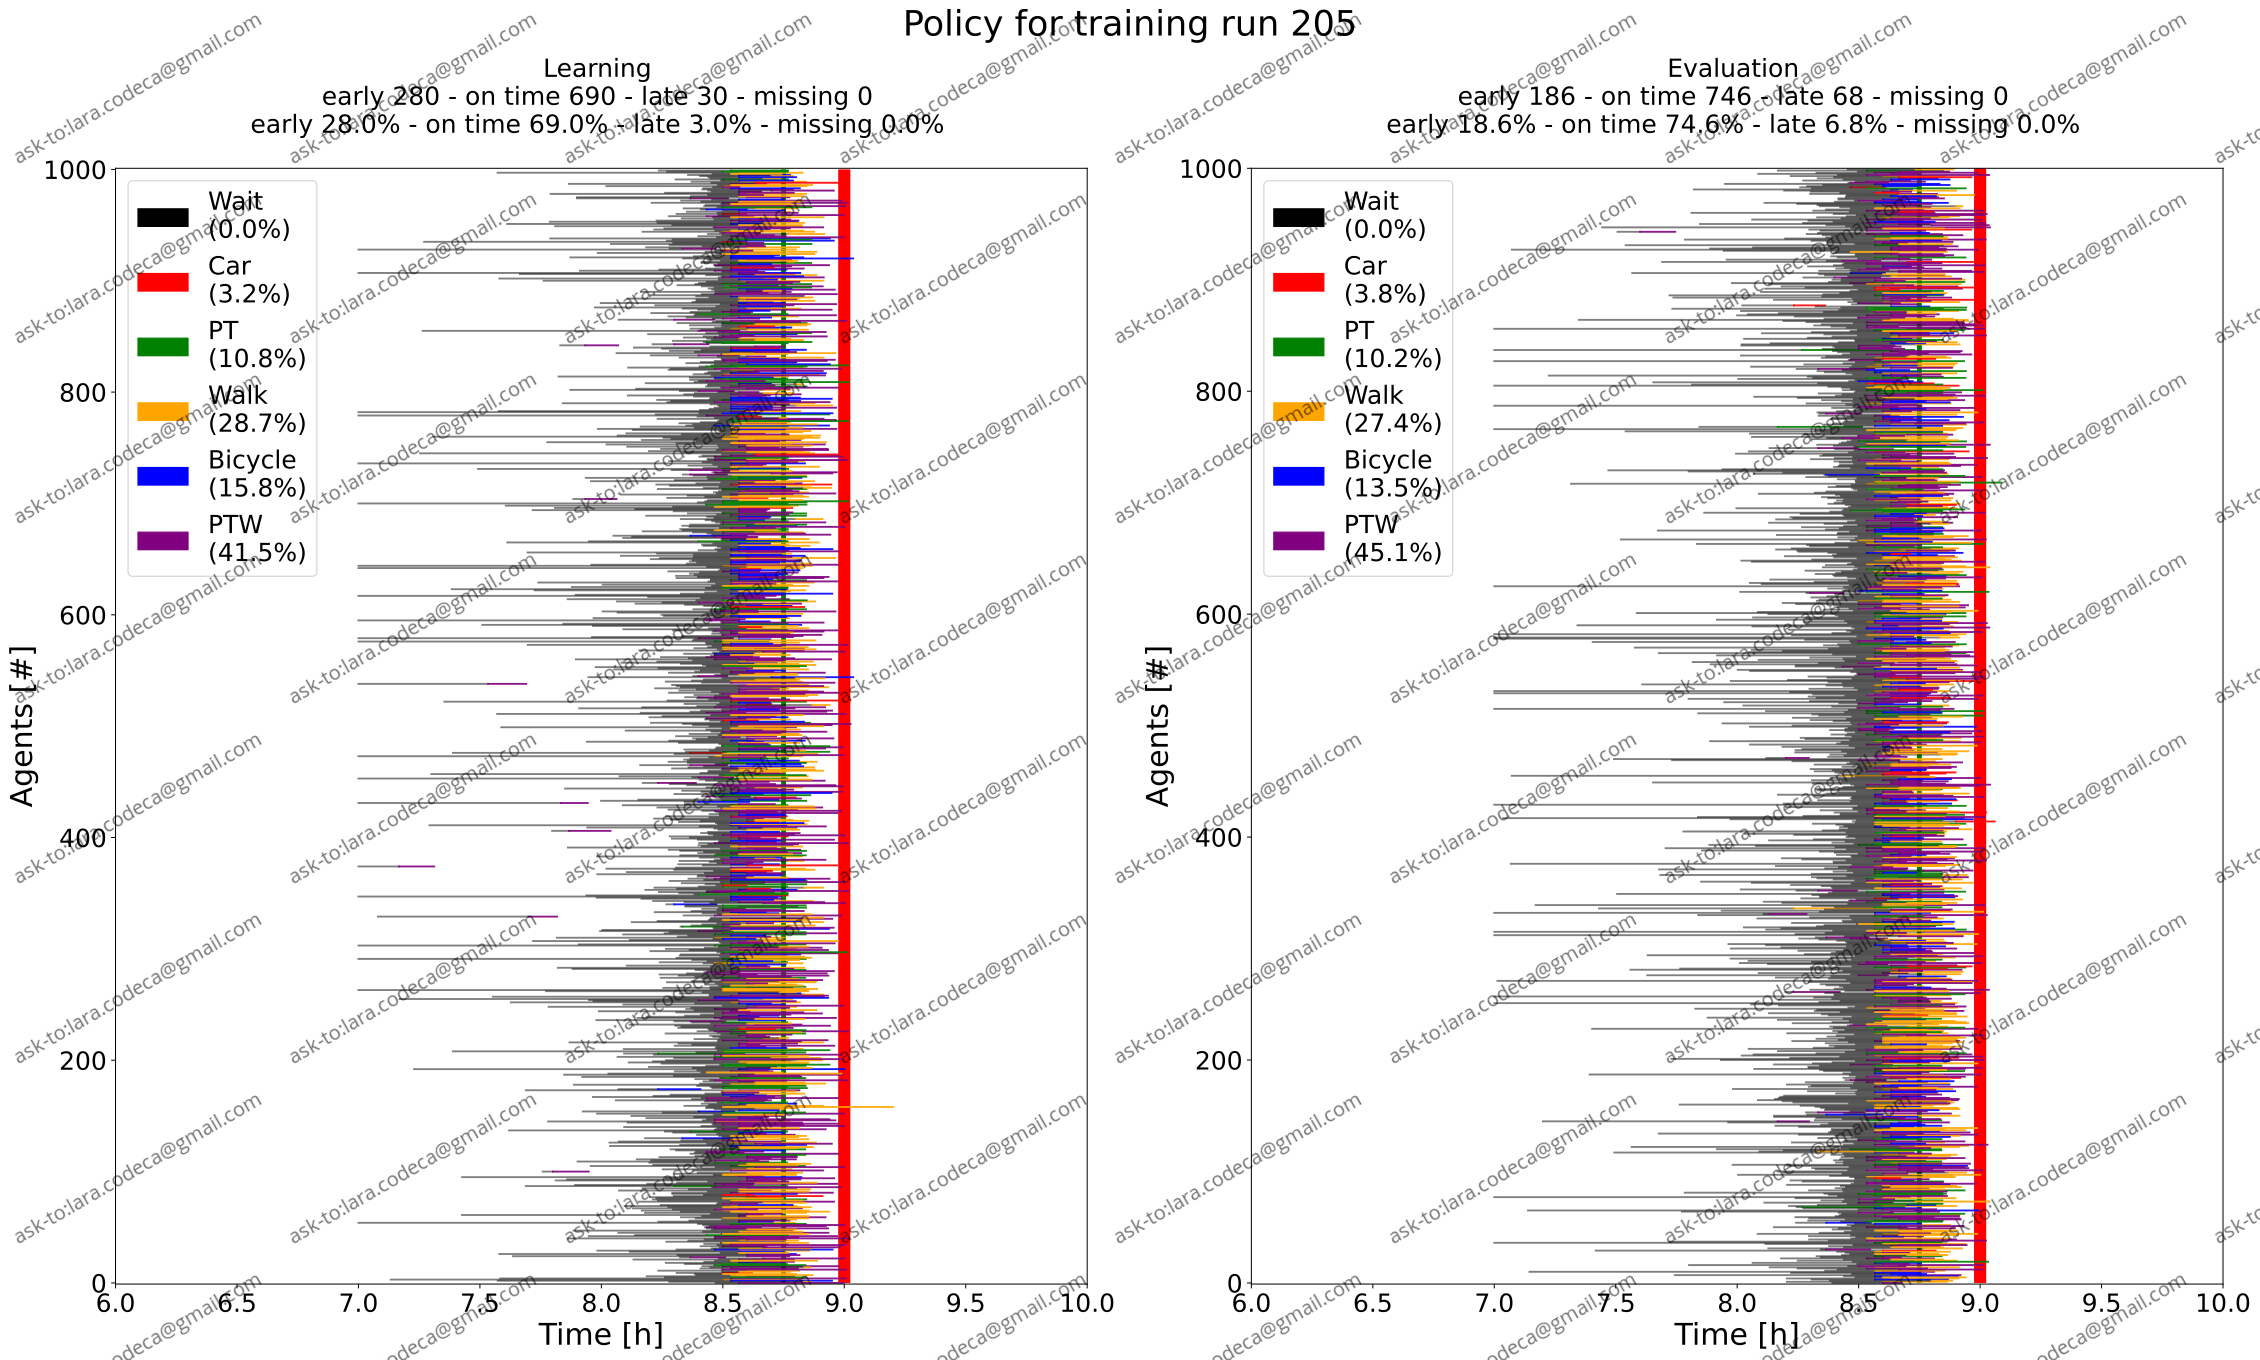 Policy for training run 205
Learning
early 280 - on time 690 - late 30 - missing 0
early 28.0% - on time 69.0% - late 3.0% - missing 0.0%
1000
800
600
400
200
0
Agents [#]
Wait
(0.0%)
Car
(3.2%)
PT
(10.8%)
Walk
(28.7%)
Bicycle
(15.8%)
PTW
(41.5%)
6.0 6.5 7.0 7.5 8.0 8.5 9.0 9.5 10.0
Time [h]
Evaluation
early 186 - on time 746 - late 68 - missing 0
early 18.6% - on time 74.6% - late 6.8% - missing 0.0%
1000
800
600
400
200
0
Agents [#]
Wait
(0.0%)
Car
(3.8%)
PT
(10.2%)
Walk
(27.4%)
Bicycle
(13.5%)
PTW
(45.1%)
6.0 6.5 7.0 7.5 8.0 8.5 9.0 9.5 10.0
Time [h]
ask-to:lara.codeca@gmail.com